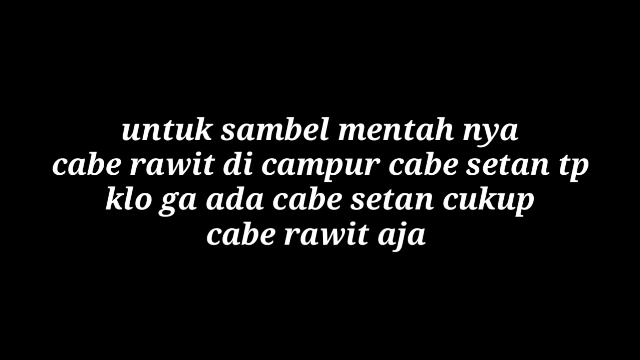 untuk sambel mentah nya
cabe rawit di campur cabe setan tp
klo ga ada cabe setan cukup
cabe rawit aja